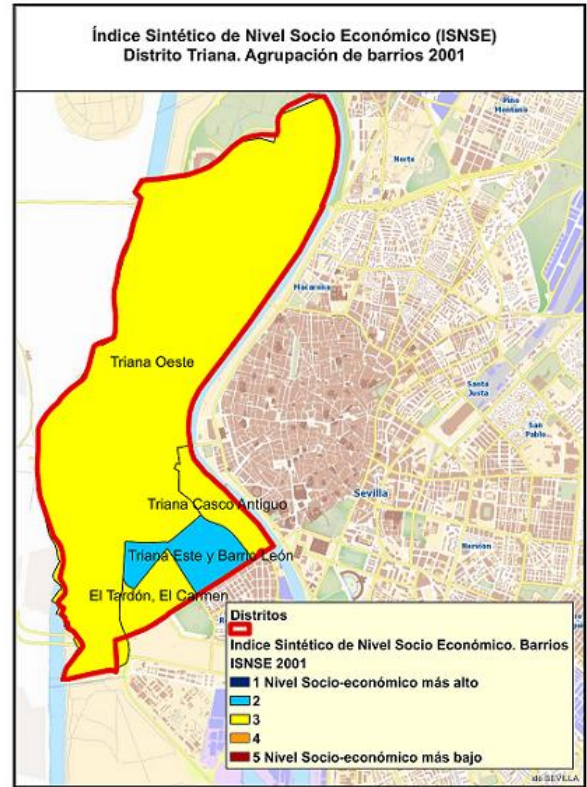 Índice Sintético de Nivel Socio Económico (ISNSE)
Distrito Triana. Agrupación de barrios 2001
Pino
Montano
Norte
Macarena
Triana Oeste
Santa
Justa
San
Pablo
Sevilla
Triana Casco Antiguo
Nervion
Triana Este y Barrio León
El Tardón, El Carmen
Distritos
Indice Sintético de Nivel Socio Económico. Barrios
ISNSE 2001
1 Nivel Socio-económico más alto
2
3
4
5 Nivel Socio-económico más bajo
de SEVILLA